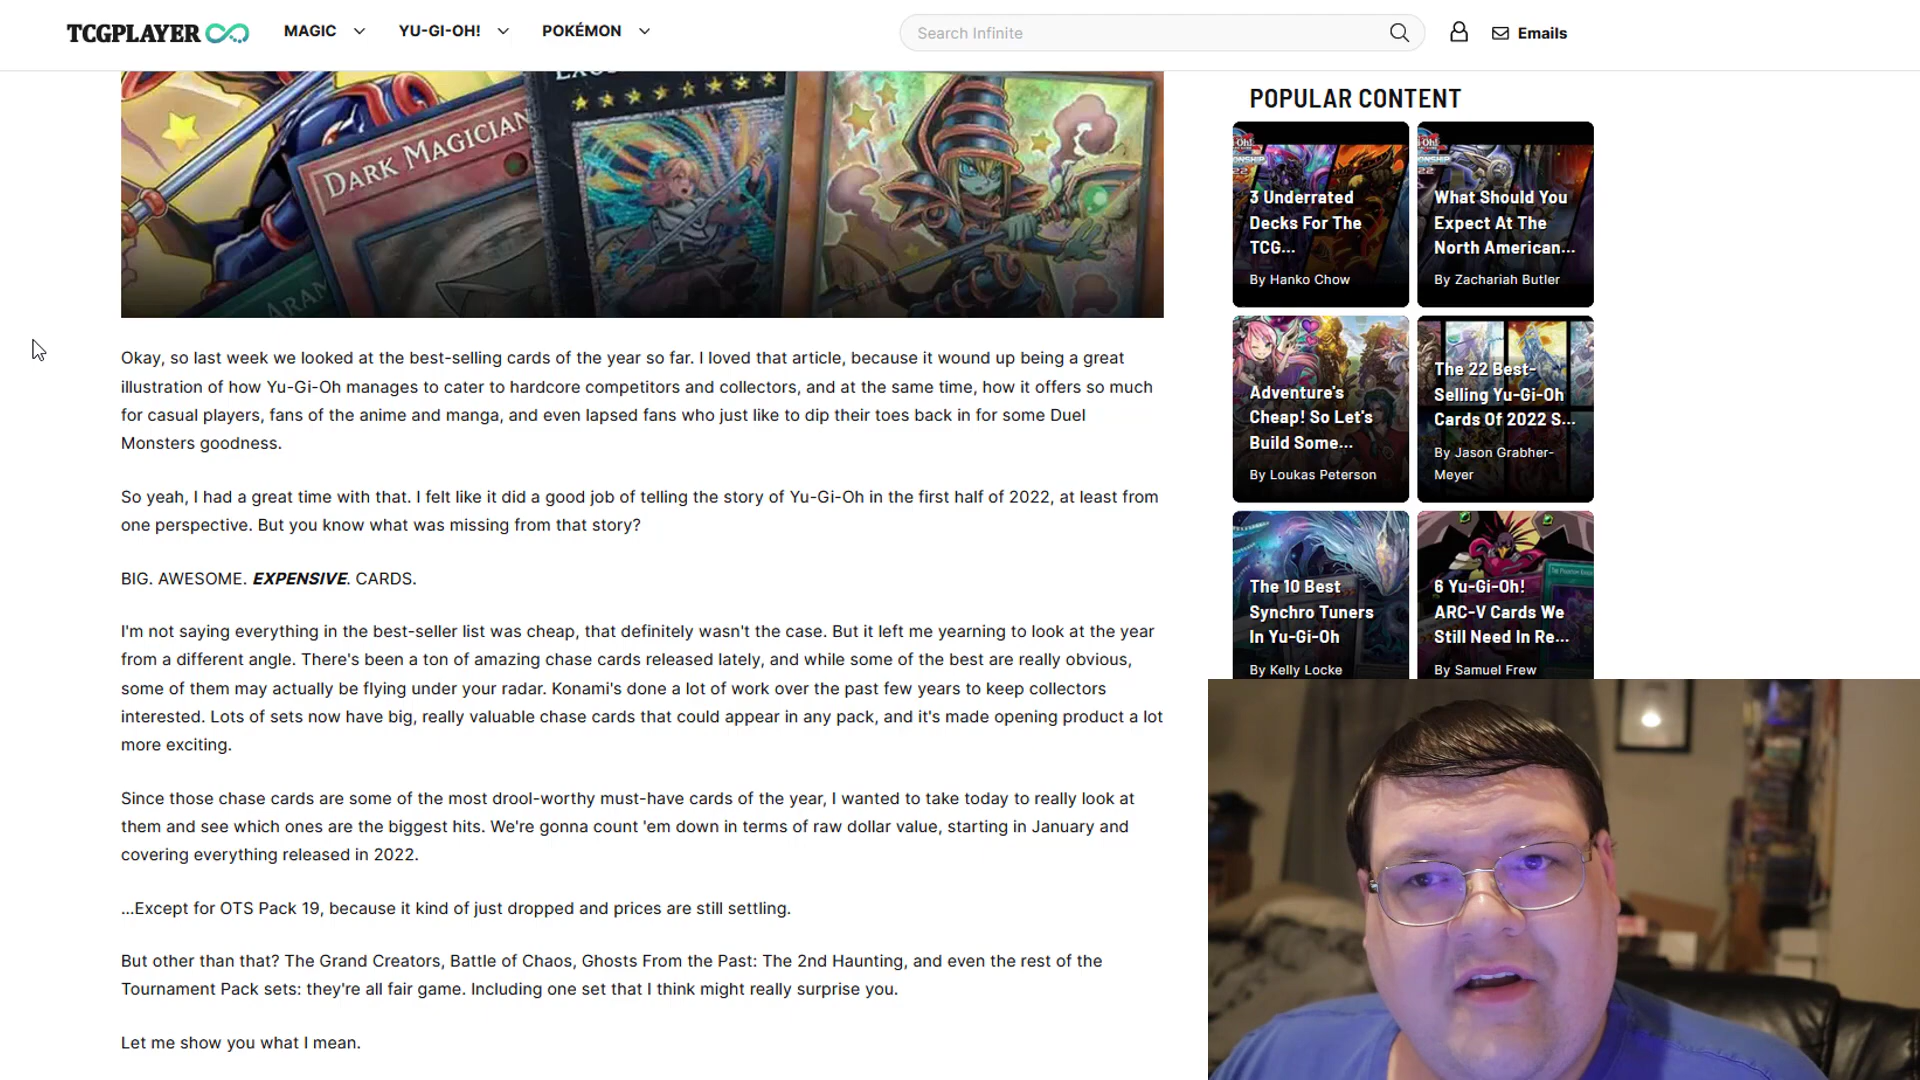 TCGPLAYER
MAGIC
YU-GI-OH!
POKÉMON
Search Infinite
Emails
DARK MAGICIAN
Okay, so last week we looked at the best-selling cards of the year so far. I loved that article, because it wound up being a great
illustration of how Yu-Gi-Oh manages to cater to hardcore competitors and collectors, and at the same time, how it offers so much
for casual players, fans of the anime and manga, and even lapsed fans who just like to dip their toes back in for some Duel
Monsters goodness.
So yeah, I had a great time with that. I felt like it did a good job of telling the story of Yu-Gi-Oh in the first half of 2022, at least from
one perspective. But you know what was missing from that story?
BIG. AWESOME. EXPENSIVE. CARDS.
I'm not saying everything in the best-seller list was cheap, that definitely wasn't the case. But it left me yearning to look at the year
from a different angle. There's been a ton of amazing chase cards released lately, and while some of the best are really obvious,
some of them may actually be flying under your radar. Konami's done a lot of work over the past few years to keep collectors
interested. Lots of sets now have big, really valuable chase cards that could appear in any pack, and it's made opening product a lot
more exciting.
Since those chase cards are some of the most drool-worthy must-have cards of the year, I wanted to take today to really look at
them and see which ones are the biggest hits. We're gonna count 'em down in terms of raw dollar value, starting in January and
covering everything released in 2022.
...Except for OTS Pack 19, because it kind of just dropped and prices are still settling.
But other than that? The Grand Creators, Battle of Chaos, Ghosts From the Past: The 2nd Haunting, and even the rest of the
Tournament Pack sets: they're all fair game. Including one set that I think might really surprise you.
Let me show you what I mean.
POPULAR CONTENT
3 Underrated
Decks For The
TCG...
By Hanko Chow
What Should You
Expect At The
North American...
By Zachariah Butler
Adventure's
Cheap! So Let's
Build Some...
By Loukas Peterson
The 22 Best-
Selling Yu-Gi-Oh
Cards Of 2022 S...
By Jason Grabher-
Meyer
The 10 Best
Synchro Tuners
In Yu-Gi-Oh
By Kelly Locke
6 Yu-Gi-Oh!
ARC-V Cards We
Still Need In Re...
By Samuel Frew